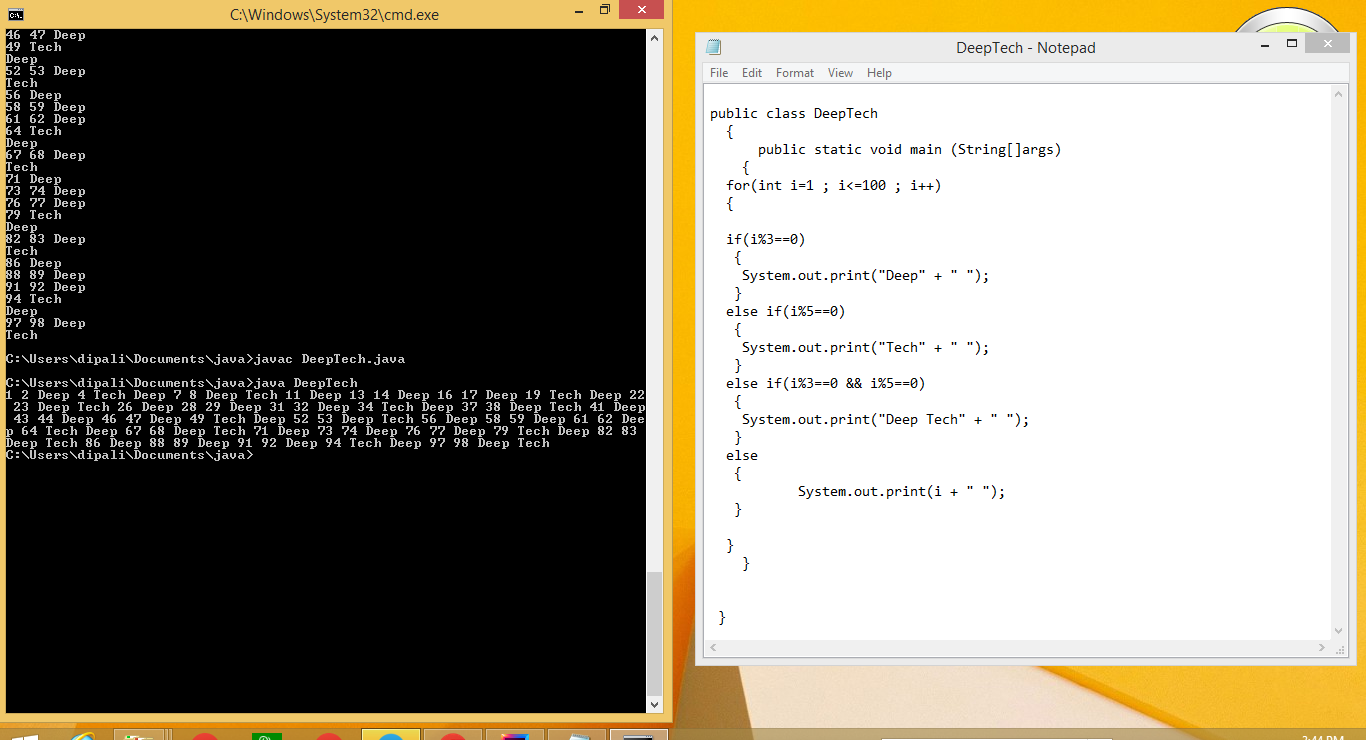 C:\Windows\System32\cmd.exe
46 47 Deep
49 Tech
Deep
52 53 Deep
Tech
56 Deep
58 59 Deep
61 62 Deep
64 Tech
Deep
67 68 Deep
Tech
71 Deep
73 74 Deep
76 77 Deep
79 Tech
Deep
82 83 Deep
Tech
86 Deep
88 89 Deep
91 92 Deep
94 Tech
Deep
97 98 Deep
Tech
C:\Users\dipali\Documents\java>javac DeepTech.java
C:\Users\dipali\Documents\java>java DeepTech
1 2 Deep 4 Tech Deep 7 8 Deep Tech 11 Deep 13 14 Deep 16 17 Deep 19 Tech Deep 22
23 Deep Tech 26 Deep 28 29 Deep 31 32 Deep 34 Tech Deep 37 38 Deep Tech 41 Deep
43 44 Deep 46 47 Deep 49 Tech Deep 52 53 Deep Tech 56 Deep 58 59 Deep 61 62 Dee
p 64 Tech Deep 67 68 Deep Tech 71 Deep 73 74 Deep 76 77 Deep 79 Tech Deep 82 83
Deep Tech 86 Deep 88 89 Deep 91 92 Deep 94 Tech Deep 97 98 Deep Tech
C:\Users\dipali\Documents\java>
DeepTech - Notepad
File Edit Format View Help
public class DeepTech
{
public static void main (String[]args)
{
for(int i=1 ; i<=100 ; i++)
{
if(i%3==0)
{
System.out.print("Deep" + " ");
}
else if(i%5==0)
{
System.out.print("Tech" + " ");
}
else if(i%3==0 && i%5==0)
{
System.out.print("Deep Tech" + " ");
}
else
{
System.out.print(i + " ");
}
}
}
}